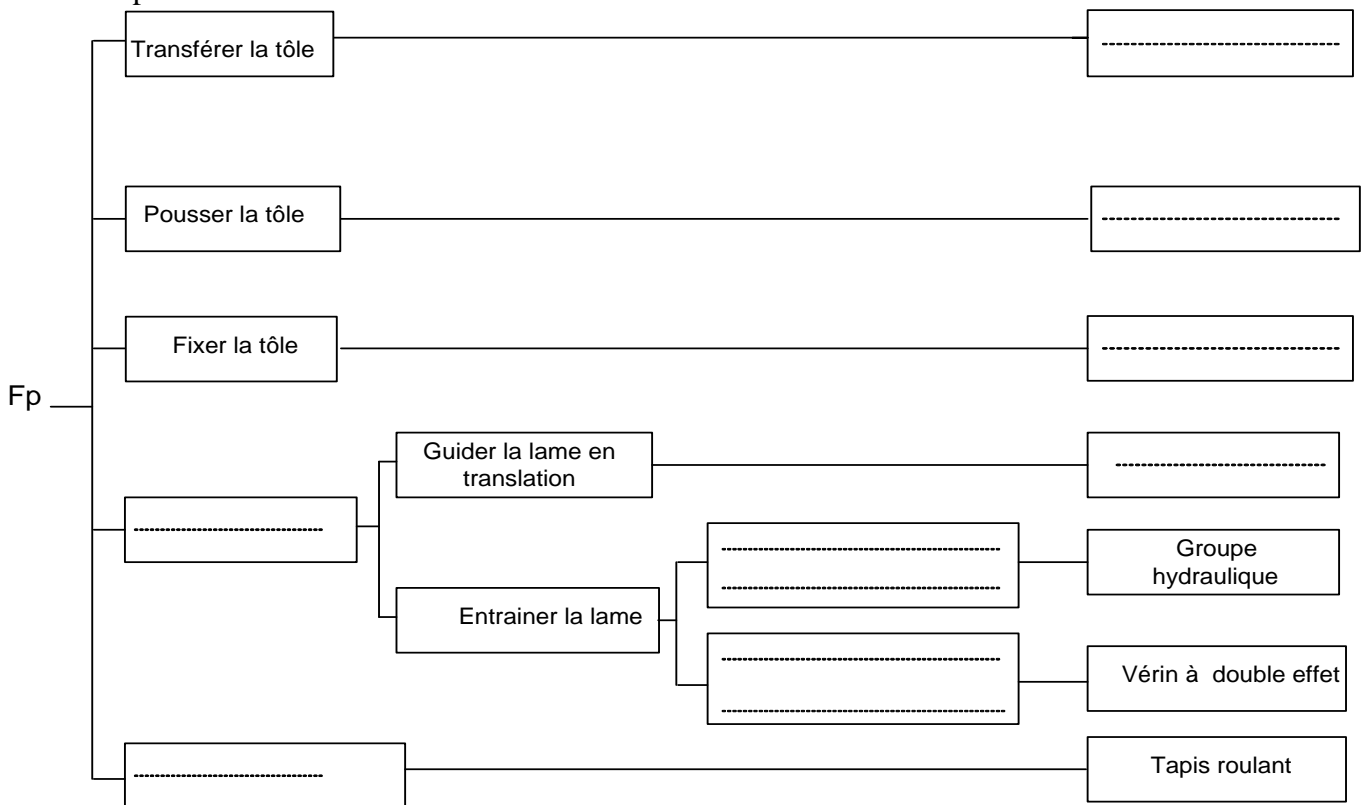 Transférer la tôle
Pousser la tôle
Fixer la tôle
Fp
Guider la lame en
translation
Groupe
hydraulique
Entrainer la lame
Vérin à double effet
Tapis roulant